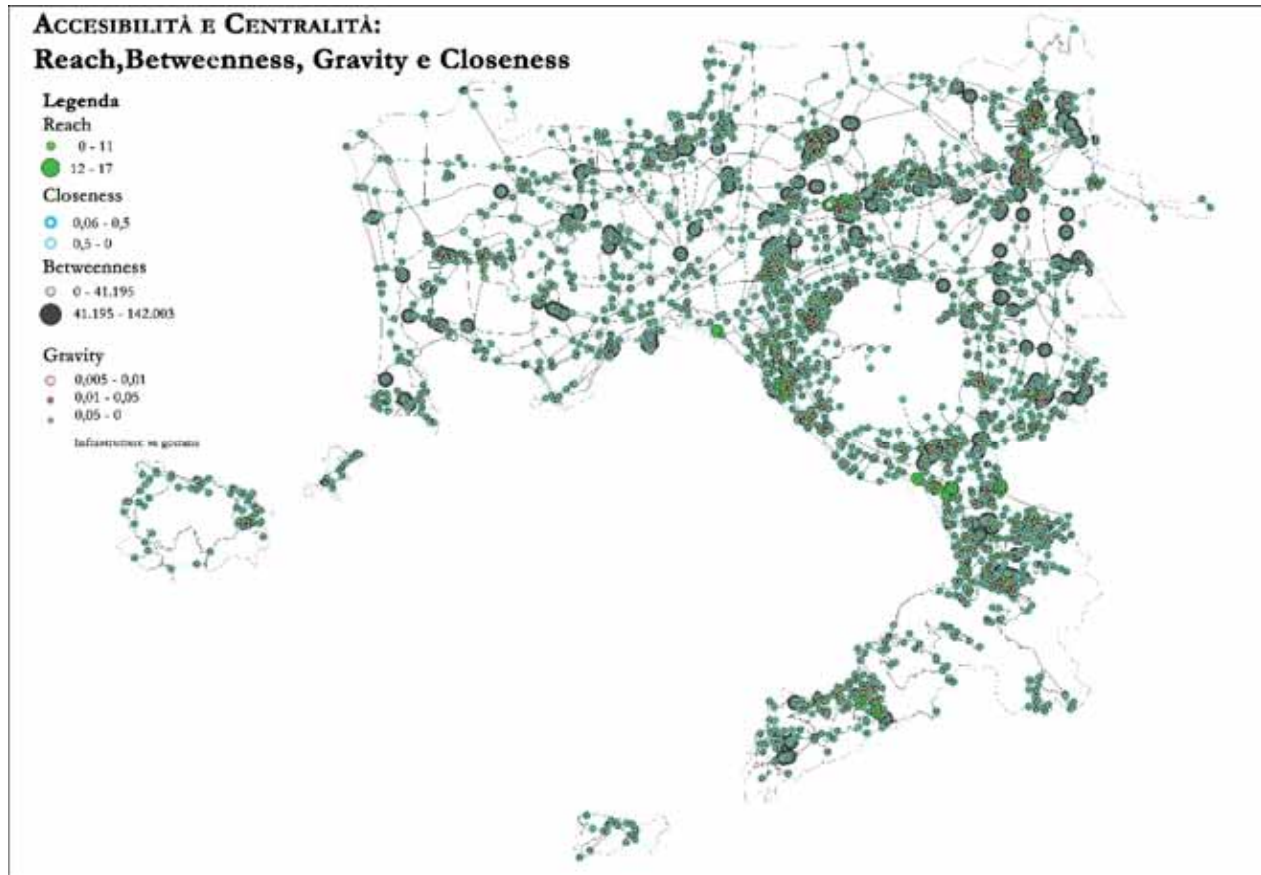 ACCESIBILITÀ E CENTRALITÀ:
Reach,Betweenness, Gravity e Closeness
Legenda
Reach
0 - 11
12 - 17
Closeness
0,06 - 0,5
0,5 - 0
Betweenness
0 - 41.195
41.195 - 142.003
Gravity
0,005 - 0,01
0,01 - 0,05
0,05 - 0